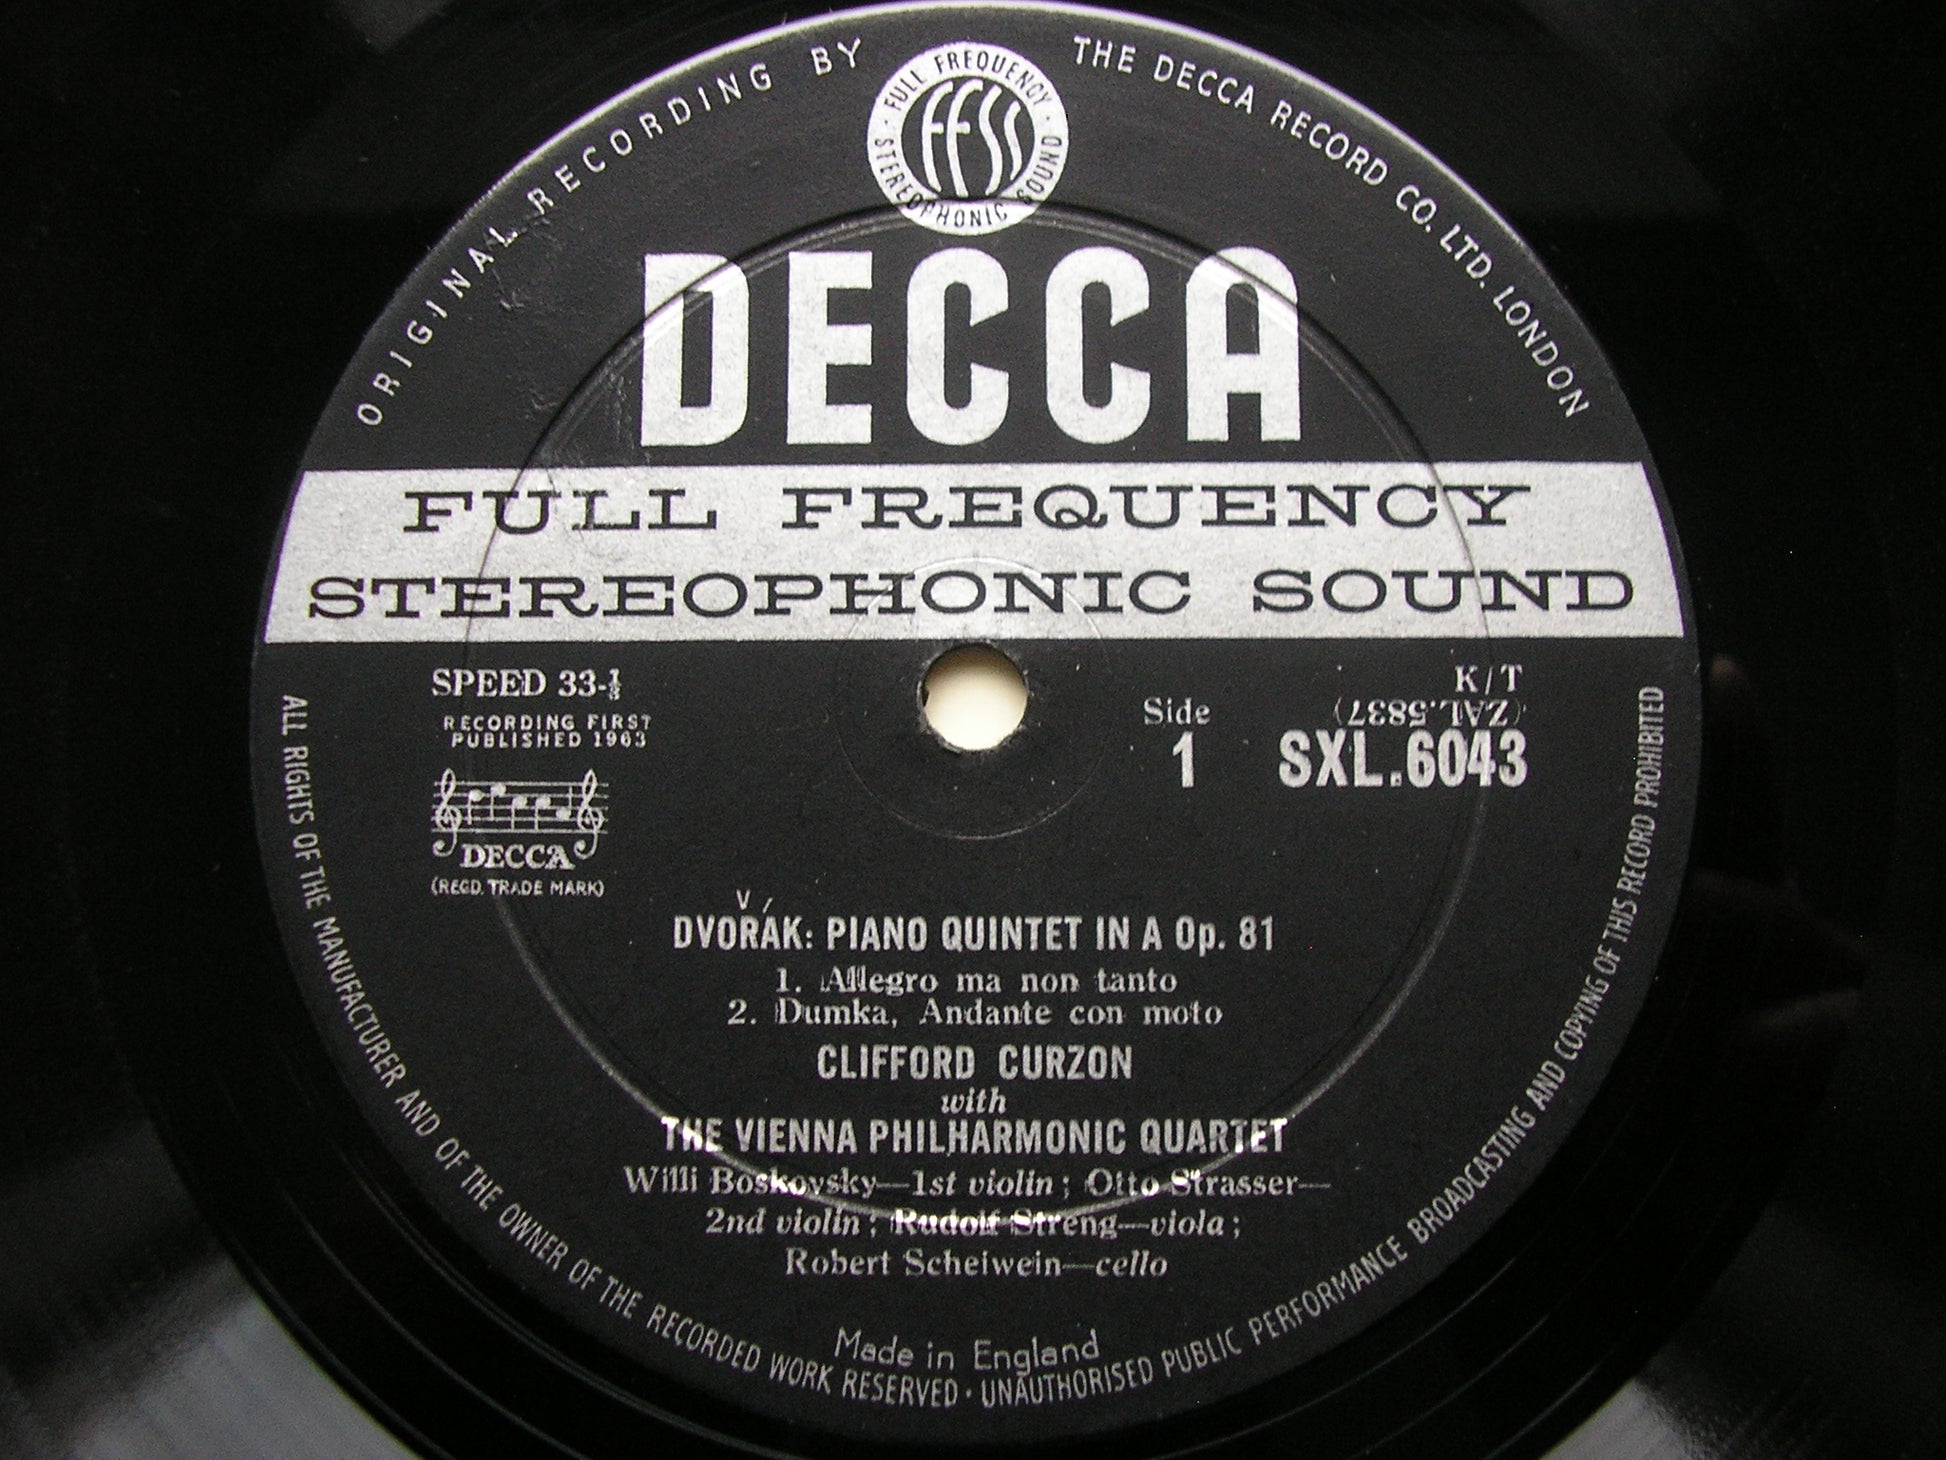 ORIGINAL RECORDING BY THE DECCA RECORD CO. LTD. LONDON
· FULL FREQUENCY · STEREOPHONIC SOUND
FFSS
DECCA
FULL FREQUENCY
STEREOPHONIC SOUND
SPEED 33-⅓
RECORDING FIRST
PUBLISHED 1963
DECCA
(REGD. TRADE MARK)
K/T
(ZAL.5837)
Side
1
SXL.6043
DVOŘÁK: PIANO QUINTET IN A Op. 81
1. Allegro ma non tanto
2. Dumka, Andante con moto
CLIFFORD CURZON
with
THE VIENNA PHILHARMONIC QUARTET
Willi Boskovsky—1st violin; Otto Strasser—
2nd violin; Rudolf Streng—viola;
Robert Scheiwein—cello
Made in England
ALL RIGHTS OF THE MANUFACTURER AND OF THE OWNER OF THE RECORDED WORK RESERVED · UNAUTHORISED PUBLIC PERFORMANCE BROADCASTING AND COPYING OF THIS RECORD PROHIBITED